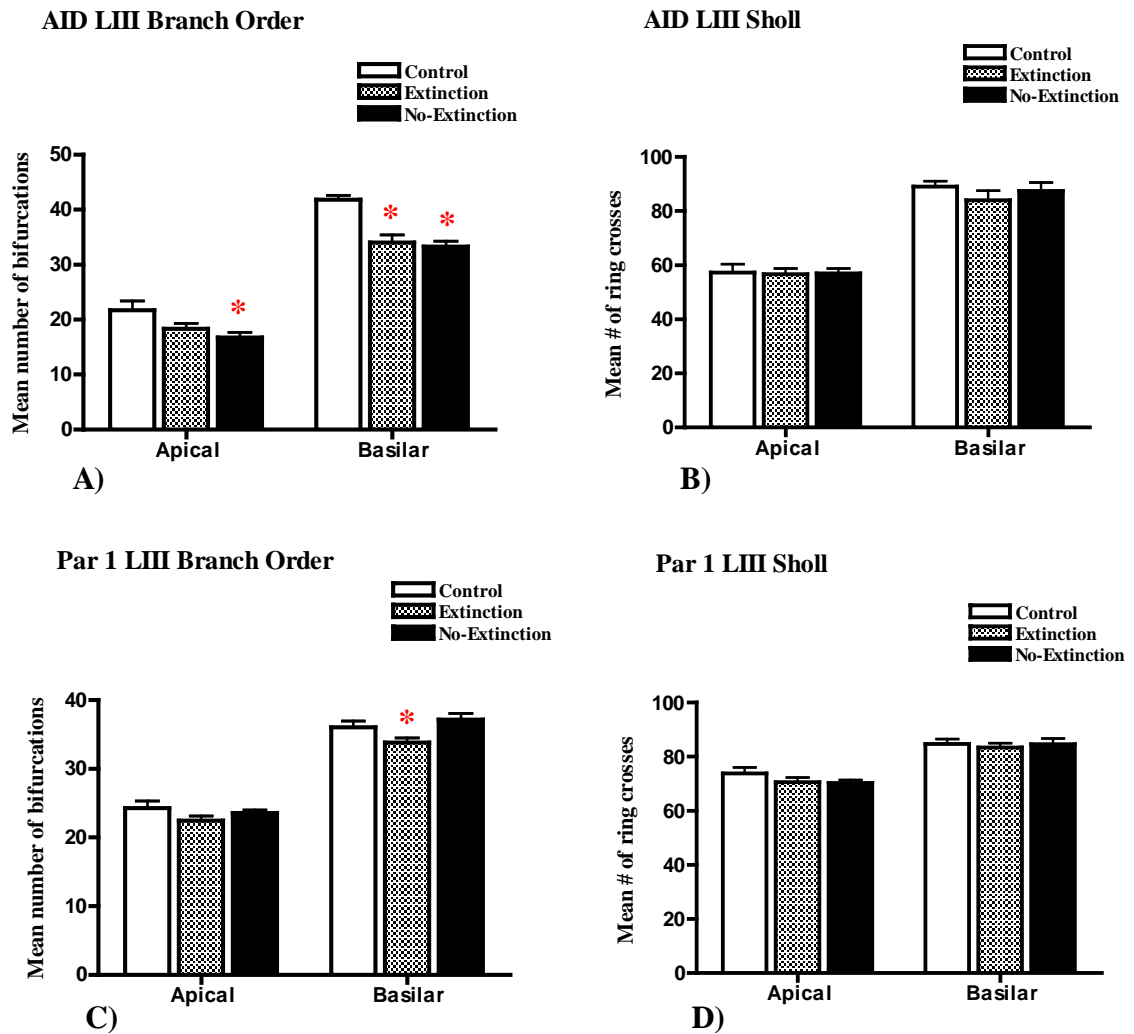 AID LIII Branch Order
Control
Extinction
No-Extinction
Mean number of bifurcations
50
40
30
20
10
0
* * *
Apical Basilar
A)
AID LIII Sholl
Control
Extinction
No-Extinction
Mean # of ring crosses
100
80
60
40
20
0
Apical Basilar
B)
Par 1 LIII Branch Order
Control
Extinction
No-Extinction
Mean number of bifurcations
40
30
20
10
0
*
Apical Basilar
C)
Par 1 LIII Sholl
Control
Extinction
No-Extinction
Mean # of ring crosses
100
80
60
40
20
0
Apical Basilar
D)